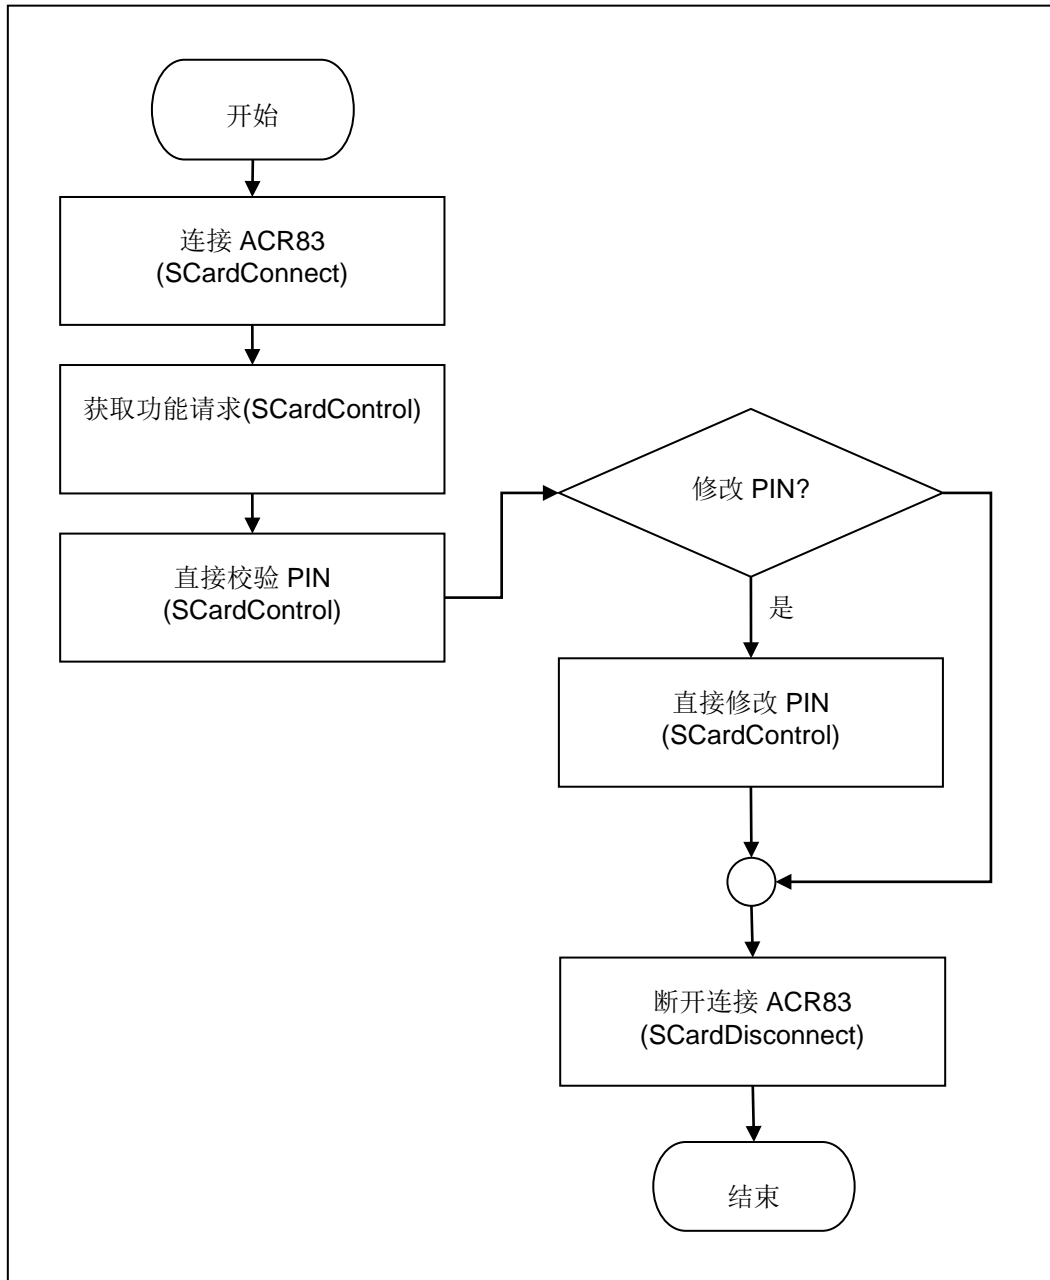 开始
连接 ACR83
(SCardConnect)
获取功能请求(SCardControl)
直接校验 PIN
(SCardControl)
修改 PIN?
是
直接修改 PIN
(SCardControl)
断开连接 ACR83
(SCardDisconnect)
结束